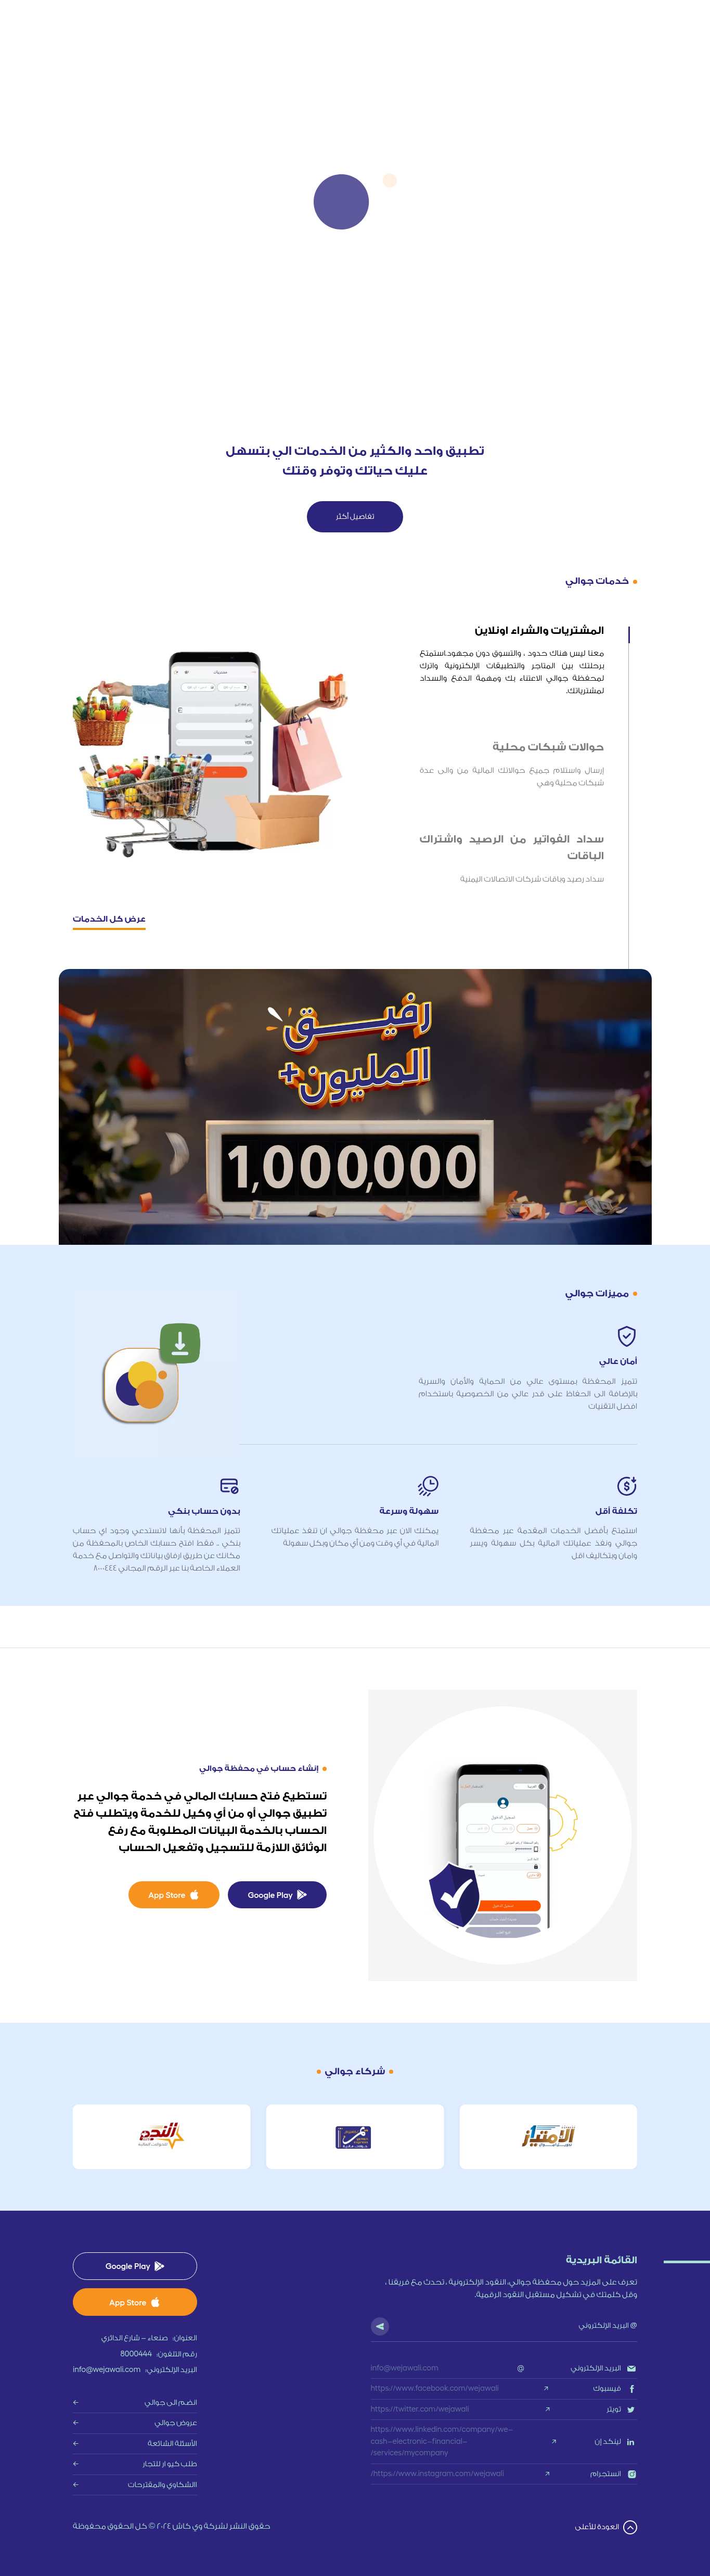 تطبيق واحد والكثير من الخدمات الي بتسهل
عليك حياتك وتوفر وقتك
تفاصيل أكثر
خدمات جوالي
المشتريات والشراء اونلاين
معنا ليس هناك حدود ، والتسوق دون مجهود.استمتع
برحلتك بين المتاجر والتطبيقات الإلكترونية واترك
لمحفظة جوالي الاعتناء بك ومهمة الدفع والسداد
لمشترياتك.
حوالات شبكات محلية
إرسال واستلام جميع حوالاتك المالية من والى عدة
شبكات محلية وهي
سداد الفواتير من الرصيد واشتراك
الباقات
سداد رصيد وباقات شركات الاتصالات اليمنية
عرض كل الخدمات
رفيق
المليون+
1,000,000
مميزات جوالي
أمان عالي
تتميز المحفظة بمستوى عالي من الحماية والأمان والسرية
بالإضافة الى الحفاظ على قدر عالي من الخصوصية باستخدام
افضل التقنيات
تكلفة أقل
استمتع بأفضل الخدمات المقدمة عبر محفظة
جوالي ونفذ عملياتك المالية بكل سهولة ويسر
وامان وبتكاليف اقل
سهولة وسرعة
يمكنك الان عبر محفظة جوالي ان تنفذ عملياتك
المالية في أي وقت ومن أي مكان وبكل سهولة
بدون حساب بنكي
تتميز المحفظة بأنها لاتستدعي وجود اي حساب
بنكي .. فقط افتح حسابك الخاص بالمحفظة من
مكانك عن طريق ارفاق بياناتك والتواصل مع خدمة
العملاء الخاصة بنا عبر الرقم المجاني ٨٠٠٠٤٤٤
إنشاء حساب في محفظة جوالي
تستطيع فتح حسابك المالي في خدمة جوالي عبر
تطبيق جوالي أو من أي وكيل للخدمة ويتطلب فتح
الحساب بالخدمة البيانات المطلوبة مع رفع
الوثائق اللازمة للتسجيل وتفعيل الحساب
Google Play
App Store
شركاء جوالي
الامتياز
النجم
القائمة البريدية
تعرف على المزيد حول محفظة جوالي، النقود الإلكترونية ، تحدث مع فريقنا ،
وقل كلمتك في تشكيل مستقبل النقود الرقمية.
@ البريد الإلكتروني
البريد الإلكتروني @ info@wejawali.com
فيسبوك https://www.facebook.com/wejawali
تويتر https://twitter.com/wejawali
لينكد إن https://www.linkedin.com/company/we-
cash-electronic-financial-
/services/mycompany
انستجرام /https://www.instagram.com/wejawali
Google Play
App Store
العنوان: صنعاء - شارع الدائري
رقم التلفون: 8000444
البريد الإلكتروني: info@wejawali.com
انضم الى جوالي
عروض جوالي
الأسئلة الشائعة
طلب كيو ار للتجار
الشكاوي والمقترحات
العودة للأعلى
حقوق النشر لشركة وي كاش ٢٠٢٤ © كل الحقوق محفوظة